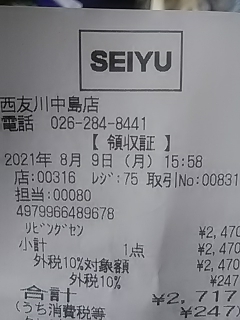 SEIYU
西友川中島店
電話 026-284-8441
【 領収証 】
2021年 8月 9日 (月) 15:58
店:00316 レジ:75 取引No:00831
担当:00080
4979966489678
リビングセン ¥2,470
小計 1点 ¥2,470
外税10%対象額 ¥2,470
外税10% ¥247
合計 ¥2,717
(うち消費税等 ¥247)